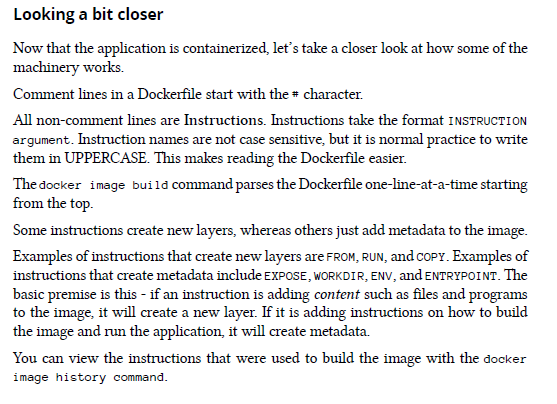 Looking a bit closer
Now that the application is containerized, let's take a closer look at how some of the
machinery works.
Comment lines in a Dockerfile start with the # character.
All non-comment lines are Instructions. Instructions take the format INSTRUCTION
argument. Instruction names are not case sensitive, but it is normal practice to write
them in UPPERCASE. This makes reading the Dockerfile easier.
The docker image build command parses the Dockerfile one-line-at-a-time starting
from the top.
Some instructions create new layers, whereas others just add metadata to the image.
Examples of instructions that create new layers are FROM, RUN, and COPY. Examples of
instructions that create metadata include EXPOSE, WORKDIR, ENV, and ENTRYPOINT. The
basic premise is this - if an instruction is adding content such as files and programs
to the image, it will create a new layer. If it is adding instructions on how to build
the image and run the application, it will create metadata.
You can view the instructions that were used to build the image with the docker
image history command.